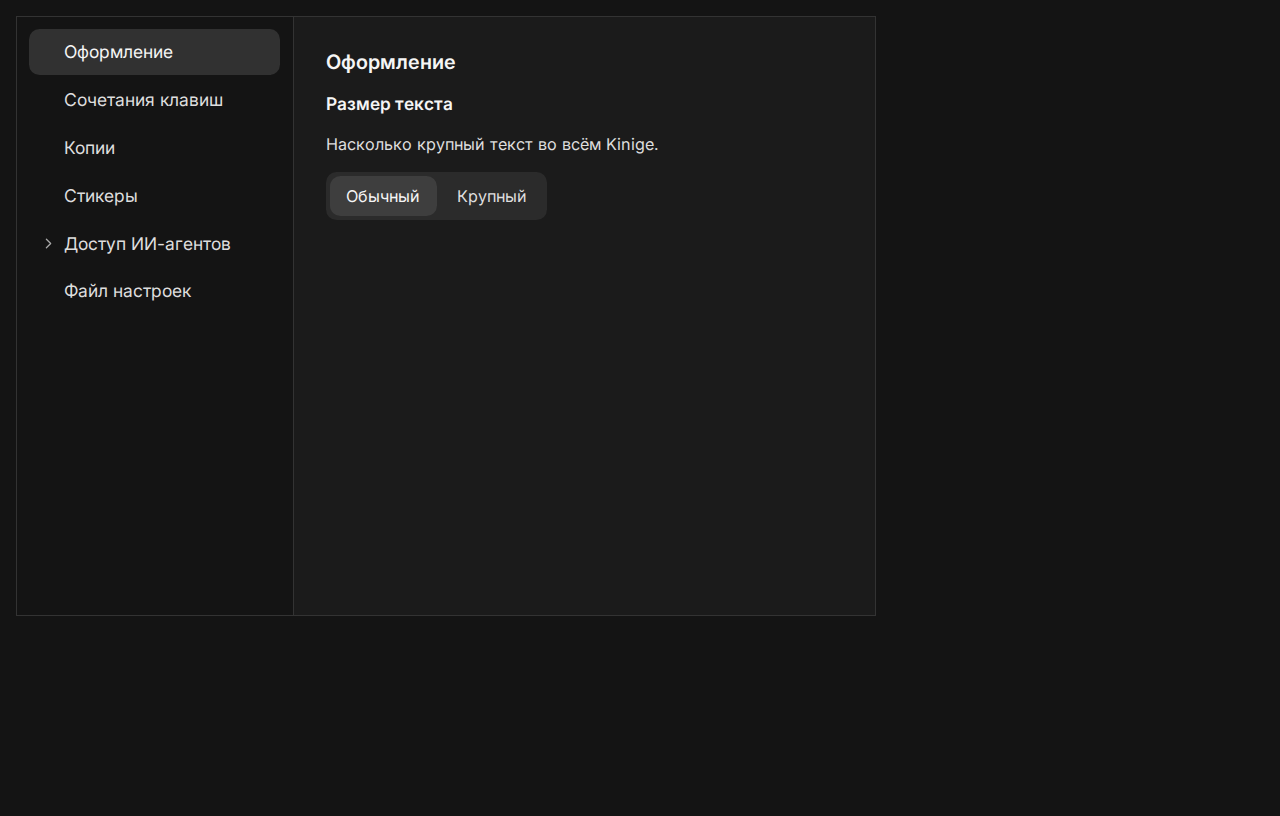 Оформление
Сочетания клавиш
Копии
Стикеры
Доступ ИИ-агентов
Файл настроек
Оформление
Размер текста
Насколько крупный текст во всём Kinige.
Обычный Крупный